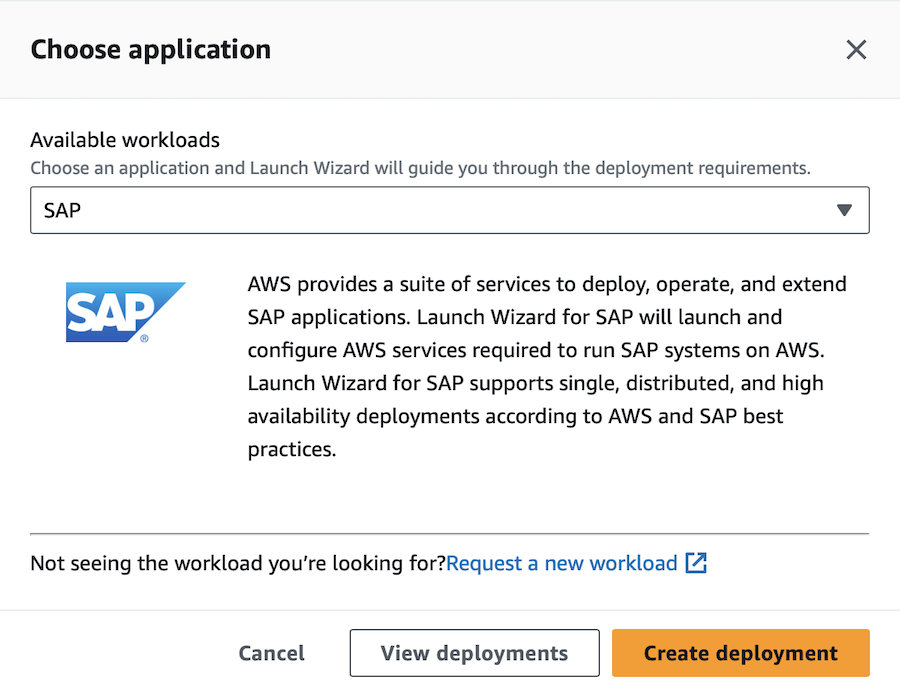 Choose application
Available workloads
Choose an application and Launch Wizard will guide you through the deployment requirements.
SAP
SAP®
AWS provides a suite of services to deploy, operate, and extend
SAP applications. Launch Wizard for SAP will launch and
configure AWS services required to run SAP systems on AWS.
Launch Wizard for SAP supports single, distributed, and high
availability deployments according to AWS and SAP best
practices.
Not seeing the workload you’re looking for?Request a new workload
Cancel
View deployments
Create deployment